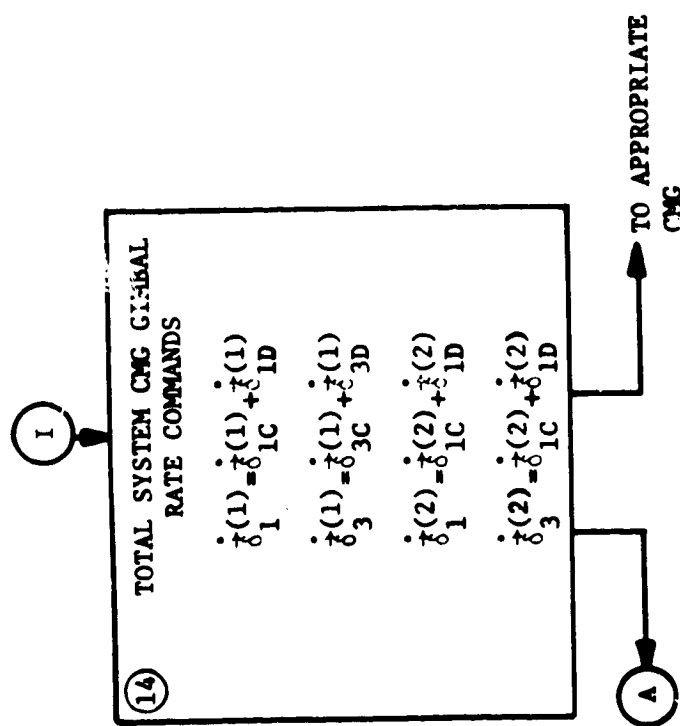 I
14
TOTAL SYSTEM CMG GIMBAL
RATE COMMANDS
δ̇₁⁽¹⁾=δ̇₁C⁽¹⁾+δ̇₁D⁽¹⁾
δ̇₃⁽¹⁾=δ̇₃C⁽¹⁾+δ̇₃D⁽¹⁾
δ̇₁⁽²⁾=δ̇₁C⁽²⁾+δ̇₁D⁽²⁾
δ̇₃⁽²⁾=δ̇₁C⁽²⁾+δ̇₁D⁽²⁾
A
TO APPROPRIATE
CMG